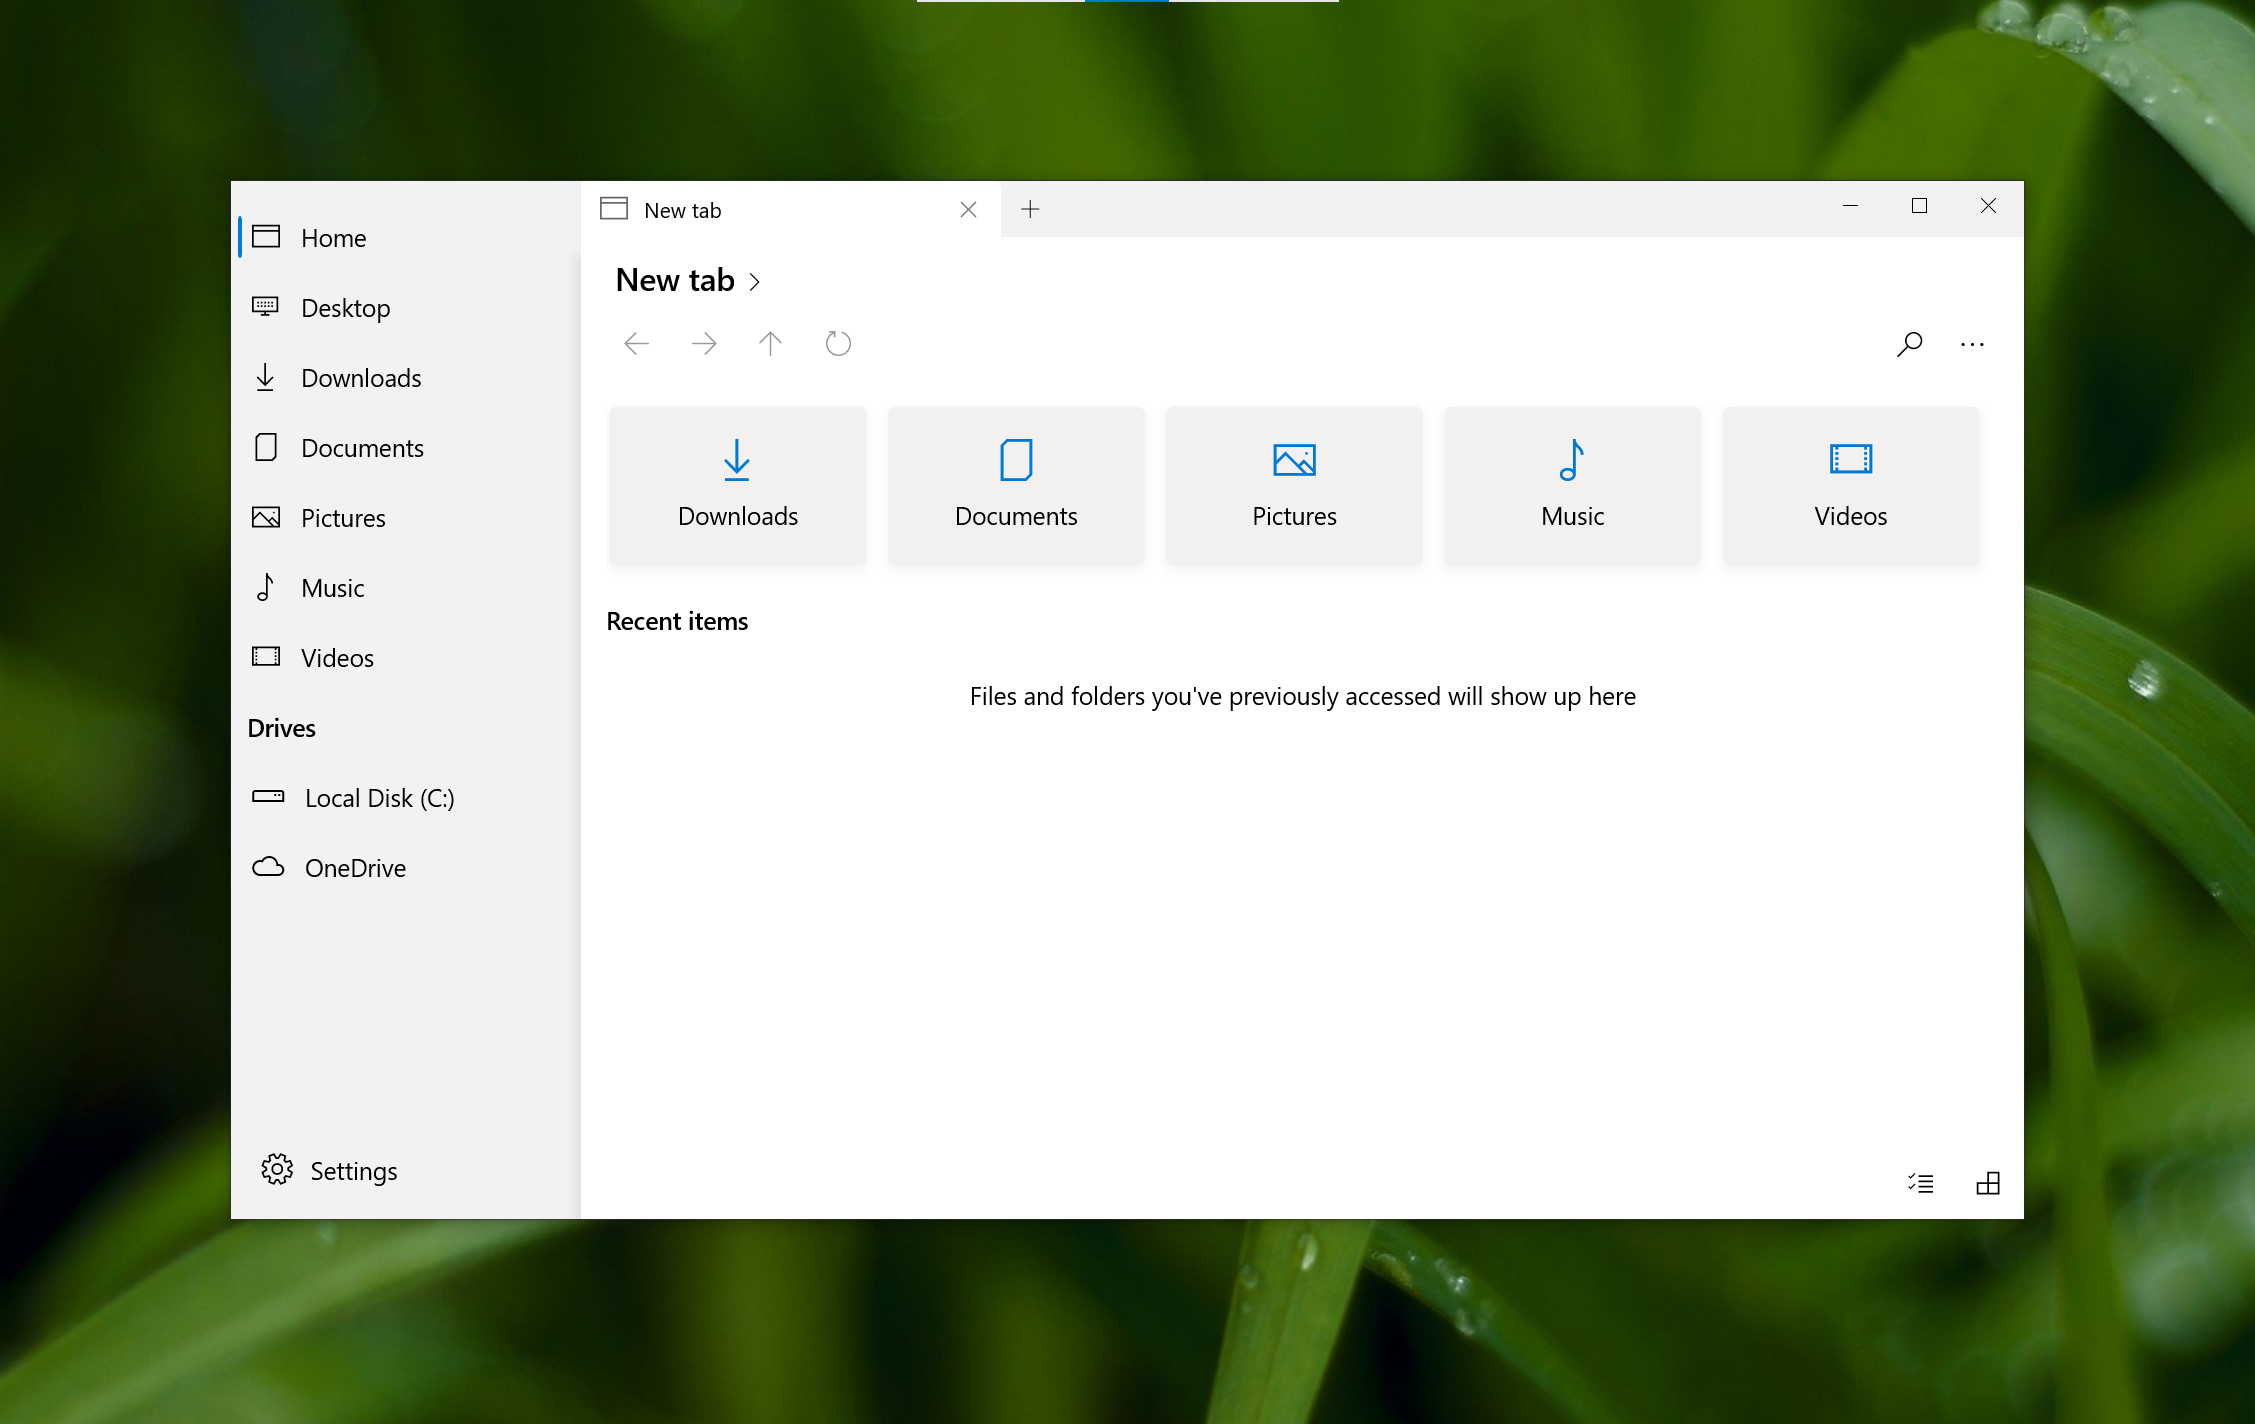 Home
Desktop
Downloads
Documents
Pictures
Music
Videos
Drives
Local Disk (C:)
OneDrive
Settings
New tab
New tab
Downloads
Documents
Pictures
Music
Videos
Recent items
Files and folders you've previously accessed will show up here